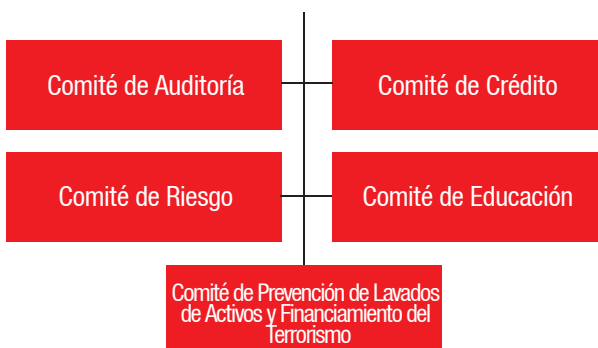 Comité de Auditoría
Comité de Crédito
Comité de Riesgo
Comité de Educación
Comité de Prevención de Lavados
de Activos y Financiamiento del
Terrorismo